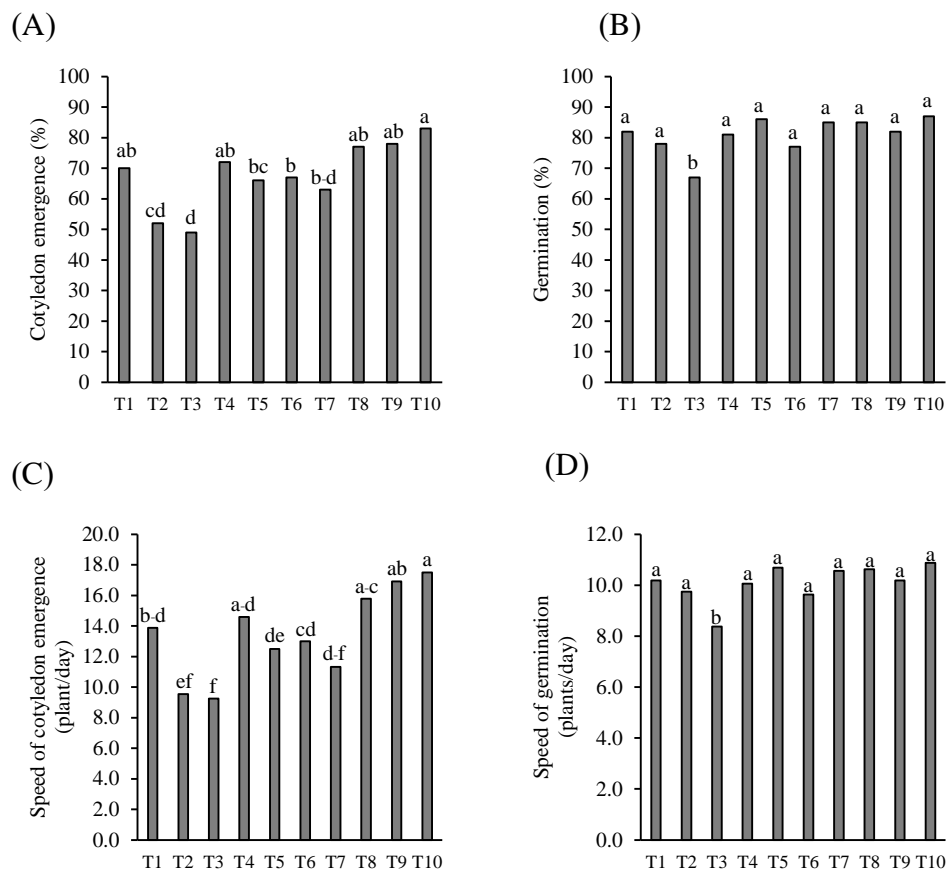 (A)
100
90
80
70
60
50
40
30
20
10
0
Cotyledon emergence (%)
ab
cd
d
ab
bc
b
b-d
ab
ab
a
T1 T2 T3 T4 T5 T6 T7 T8 T9 T10
(B)
100
90
80
70
60
50
40
30
20
10
0
Germination (%)
a
a
b
a
a
a
a
a
a
a
T1 T2 T3 T4 T5 T6 T7 T8 T9 T10
(C)
20.0
18.0
16.0
14.0
12.0
10.0
8.0
6.0
4.0
2.0
0.0
Speed of cotyledon emergence
(plant/day)
b-d
ef
f
a-d
de
cd
d-f
a-c
ab
a
T1 T2 T3 T4 T5 T6 T7 T8 T9 T10
(D)
12.0
10.0
8.0
6.0
4.0
2.0
0.0
Speed of germination
(plants/day)
a
a
b
a
a
a
a
a
a
a
T1 T2 T3 T4 T5 T6 T7 T8 T9 T10